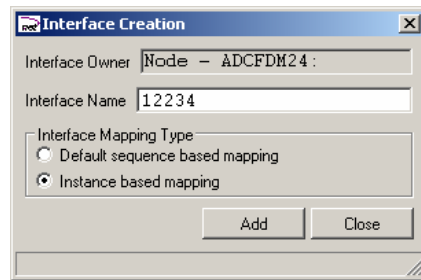 Interface Creation
Interface Owner Node - ADCFDM24:
Interface Name 12234
Interface Mapping Type
Default sequence based mapping
Instance based mapping
Add Close